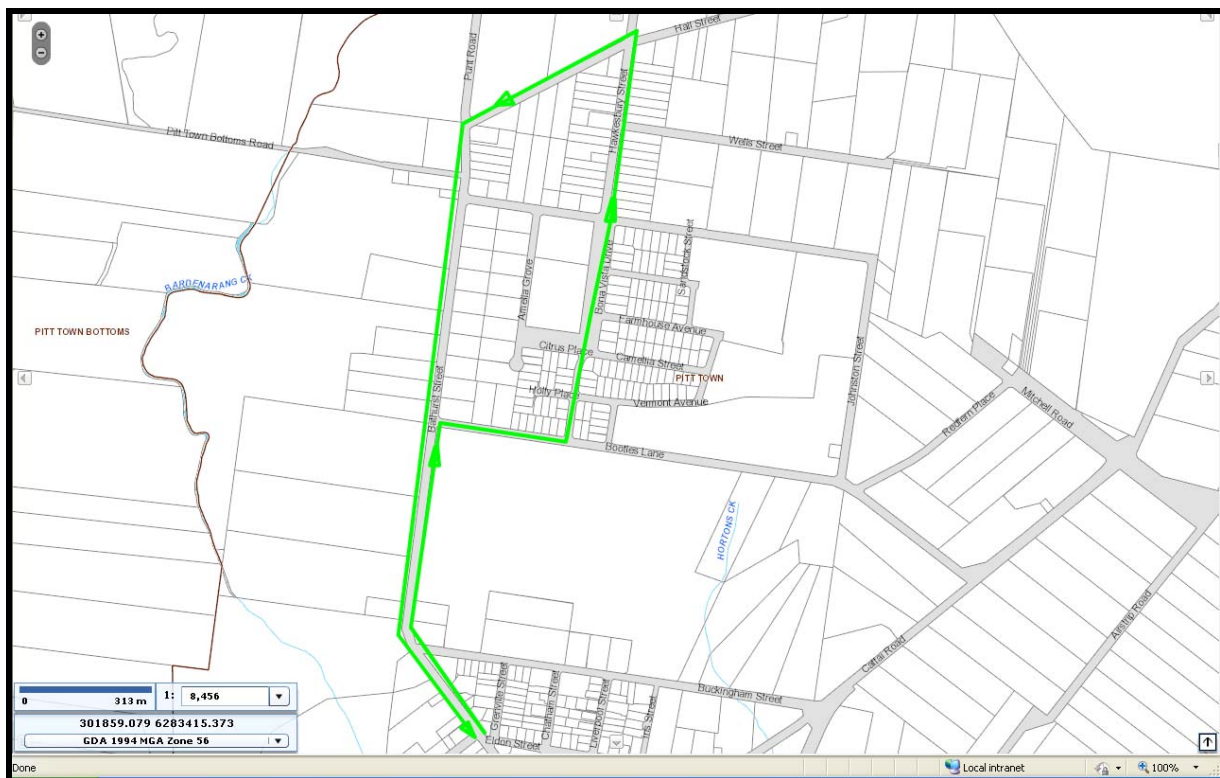 Hall Street
Punt Road
Hawkesbury Street
Pitt Town Bottoms Road
Wells Street
Sandstock Street
Bona Vista Drive
Amelia Grove
BARDENARANG CK
Farmhouse Avenue
PITT TOWN BOTTOMS
Citrus Place
Camellia Street
PITT TOWN
Johnston Street
Holly Place
Vermont Avenue
Bathurst Street
Redfern Place
Mitchell Road
Bootles Lane
HORTONS CK
Cattai Road
Airstrip Road
Buckingham Street
Grenville Street
Chatham Street
Liverpool Street
Eldon Street
0 313 m
1: 8,456
301859.079 6283415.373
GDA 1994 MGA Zone 56
Done
Local intranet
100%